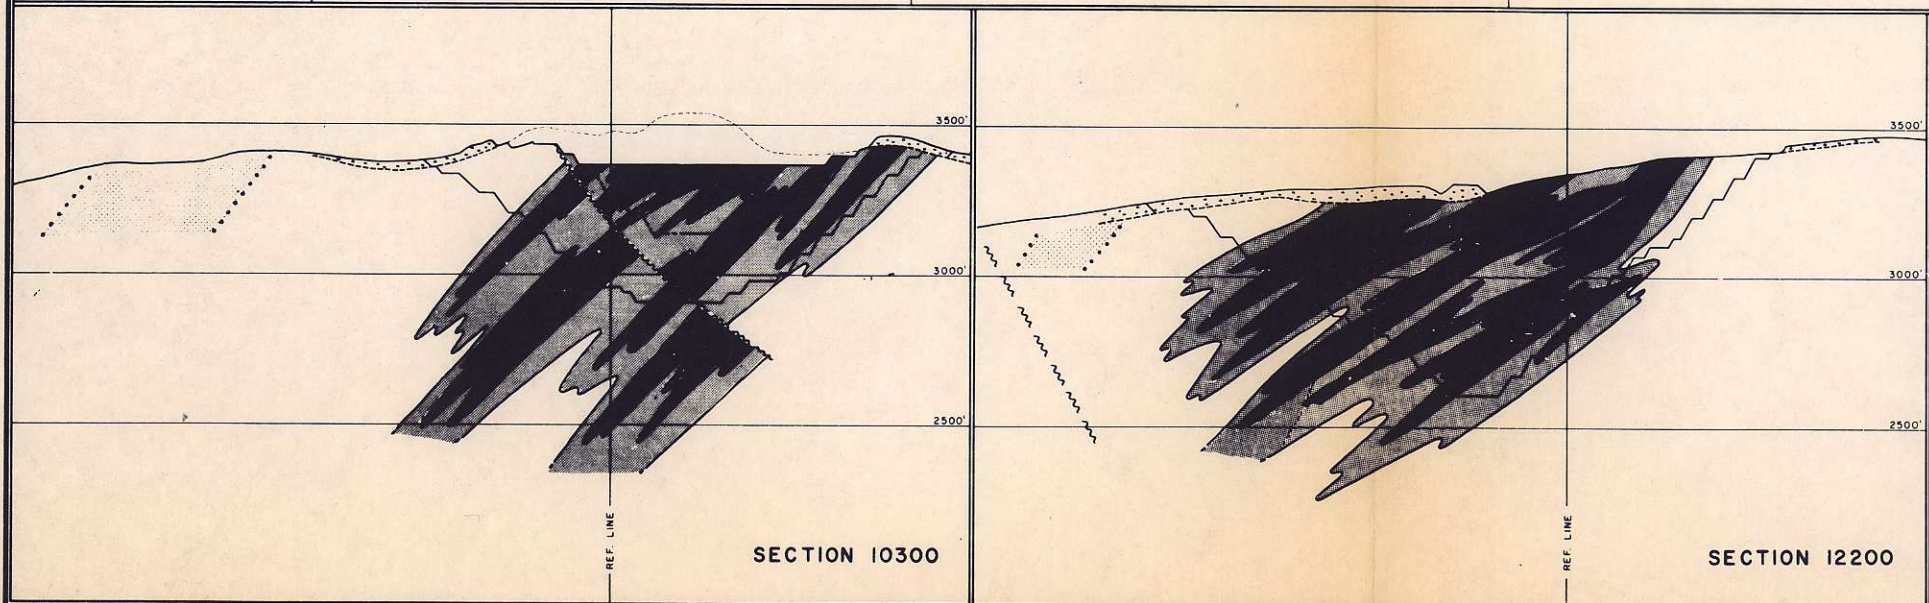 3500'
3000'
2500'
REF. LINE
SECTION 10300
3500'
3000'
2500'
REF. LINE
SECTION 12200